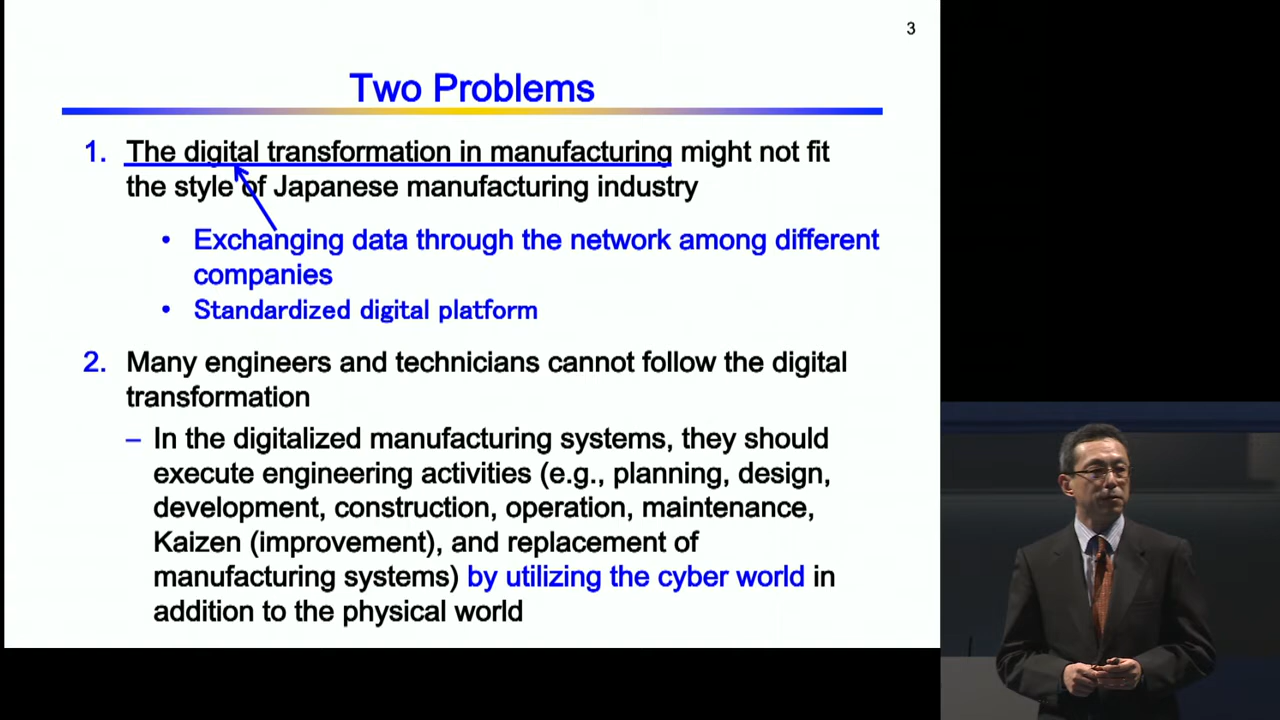 3
Two Problems
1. The digital transformation in manufacturing might not fit
the style of Japanese manufacturing industry
• Exchanging data through the network among different
companies
• Standardized digital platform
2. Many engineers and technicians cannot follow the digital
transformation
– In the digitalized manufacturing systems, they should
execute engineering activities (e.g., planning, design,
development, construction, operation, maintenance,
Kaizen (improvement), and replacement of
manufacturing systems) by utilizing the cyber world in
addition to the physical world